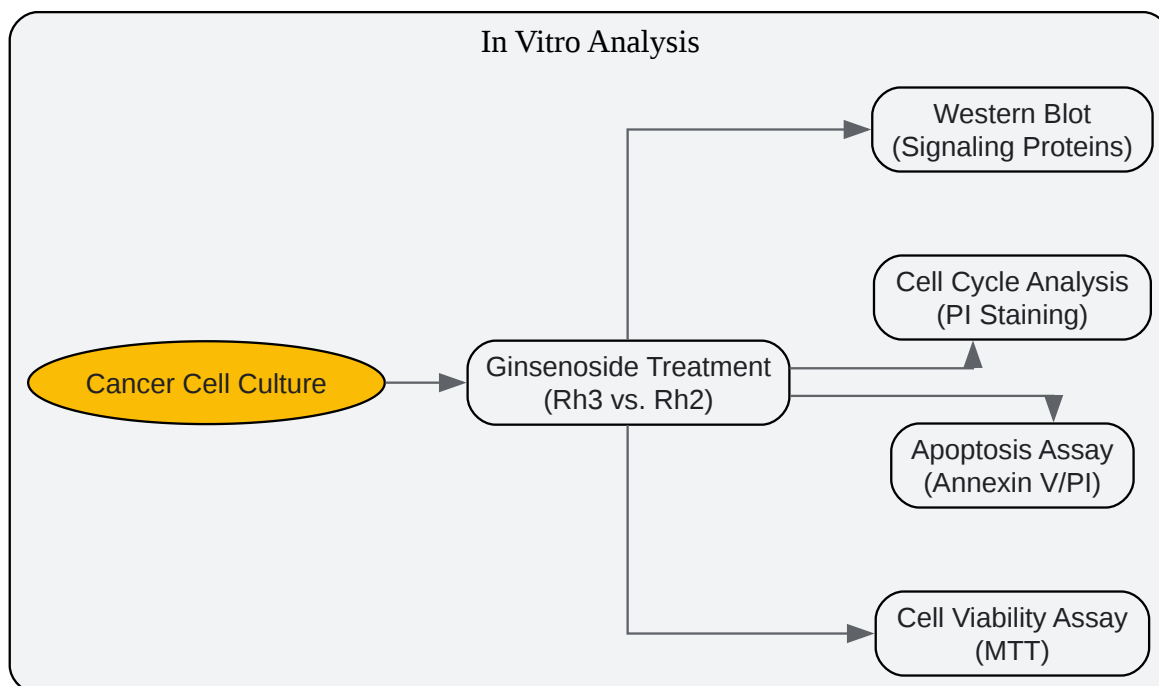 In Vitro Analysis
Western Blot
(Signaling Proteins)
Cell Cycle Analysis
(PI Staining)
Cancer Cell Culture
Ginsenoside Treatment
(Rh3 vs. Rh2)
Apoptosis Assay
(Annexin V/PI)
Cell Viability Assay
(MTT)